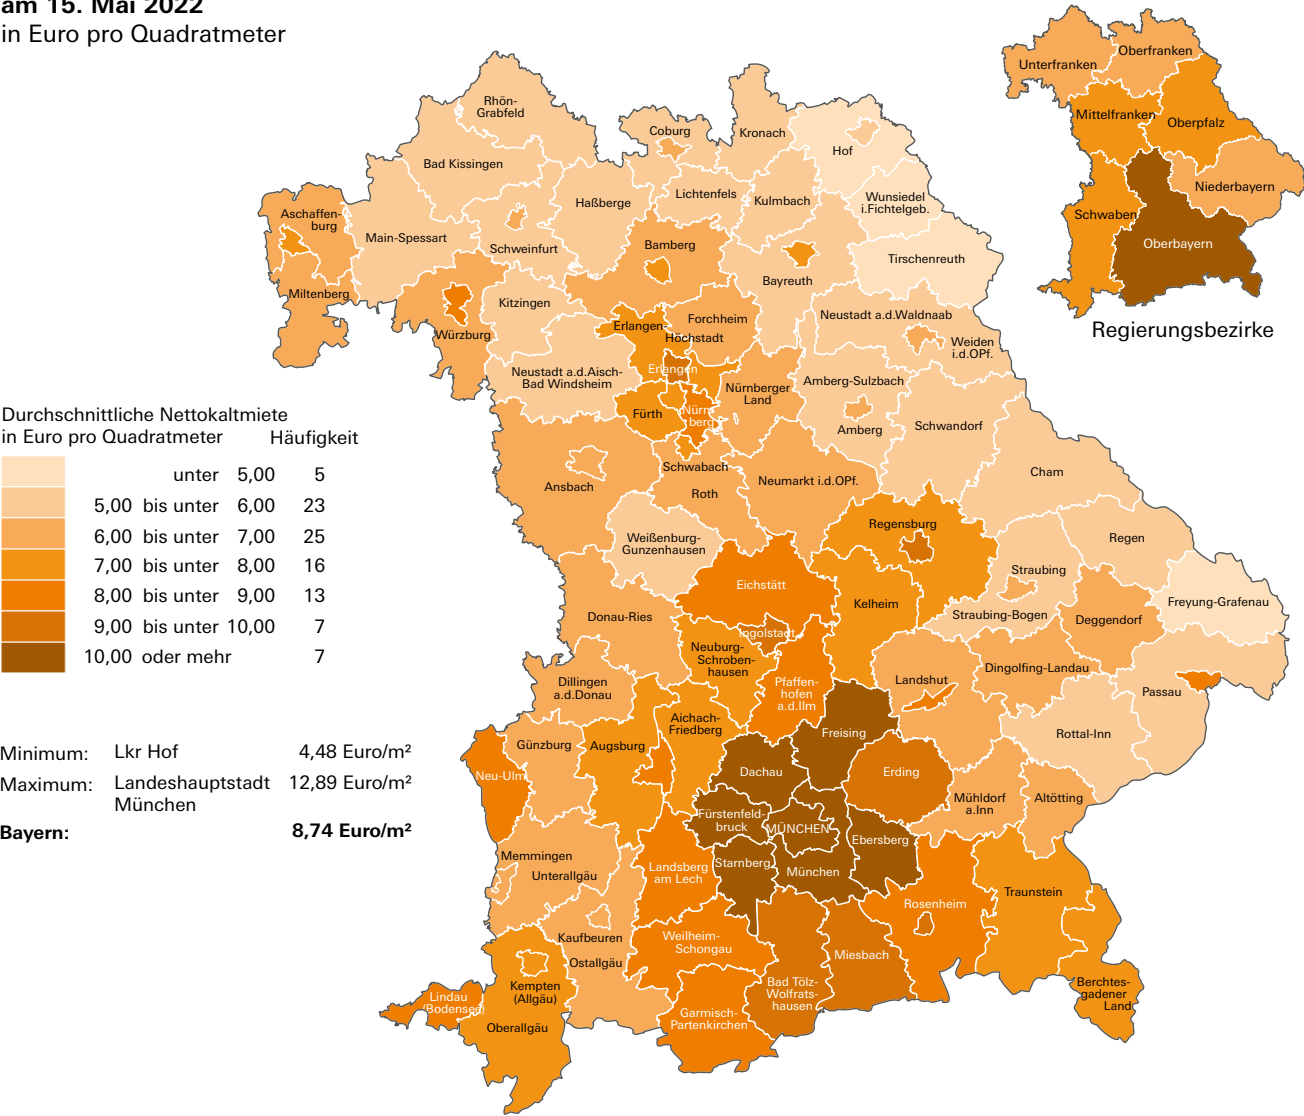 am 15. Mai 2022
in Euro pro Quadratmeter
Unterfranken
Oberfranken
Mittelfranken
Oberpfalz
Niederbayern
Schwaben
Oberbayern
Regierungsbezirke
Rhön-
Grabfeld
Coburg
Kronach
Hof
Bad Kissingen
Lichtenfels
Kulmbach
Wunsiedel
i.Fichtelgeb.
Haßberge
Aschaffen-
burg
Main-Spessart
Schweinfurt
Bamberg
Tirschenreuth
Bayreuth
Miltenberg
Kitzingen
Würzburg
Erlangen-
Höchstadt
Forchheim
Neustadt a.d.Waldnaab
Weiden
i.d.OPf.
Neustadt a.d.Aisch-
Bad Windsheim
Erlangen
Nürnberger
Land
Amberg-Sulzbach
Fürth
Nürn-
berg
Amberg
Schwandorf
Schwabach
Ansbach
Roth
Neumarkt i.d.OPf.
Cham
Regensburg
Weißenburg-
Gunzenhausen
Regen
Straubing
Eichstätt
Kelheim
Straubing-Bogen
Freyung-Grafenau
Donau-Ries
Deggendorf
Ingolstadt
Neuburg-
Schroben-
hausen
Dingolfing-Landau
Dillingen
a.d.Donau
Pfaffen-
hofen
a.d.Ilm
Landshut
Passau
Aichach-
Friedberg
Rottal-Inn
Günzburg
Augsburg
Freising
Neu-Ulm
Dachau
Erding
Mühldorf
a.Inn
Altötting
Fürstenfeld-
bruck
MÜNCHEN
Ebersberg
Memmingen
Unterallgäu
Landsberg
am Lech
Starnberg
München
Traunstein
Rosenheim
Kaufbeuren
Weilheim-
Schongau
Miesbach
Ostallgäu
Kempten
(Allgäu)
Bad Tölz-
Wolfrats-
hausen
Berchtes-
gadener
Land
Lindau
(Bodensee)
Oberallgäu
Garmisch-
Partenkirchen
Durchschnittliche Nettokaltmiete
in Euro pro Quadratmeter Häufigkeit
unter 5,00 5
5,00 bis unter 6,00 23
6,00 bis unter 7,00 25
7,00 bis unter 8,00 16
8,00 bis unter 9,00 13
9,00 bis unter 10,00 7
10,00 oder mehr 7
Minimum: Lkr Hof 4,48 Euro/m²
Maximum: Landeshauptstadt 12,89 Euro/m²
München
Bayern: 8,74 Euro/m²